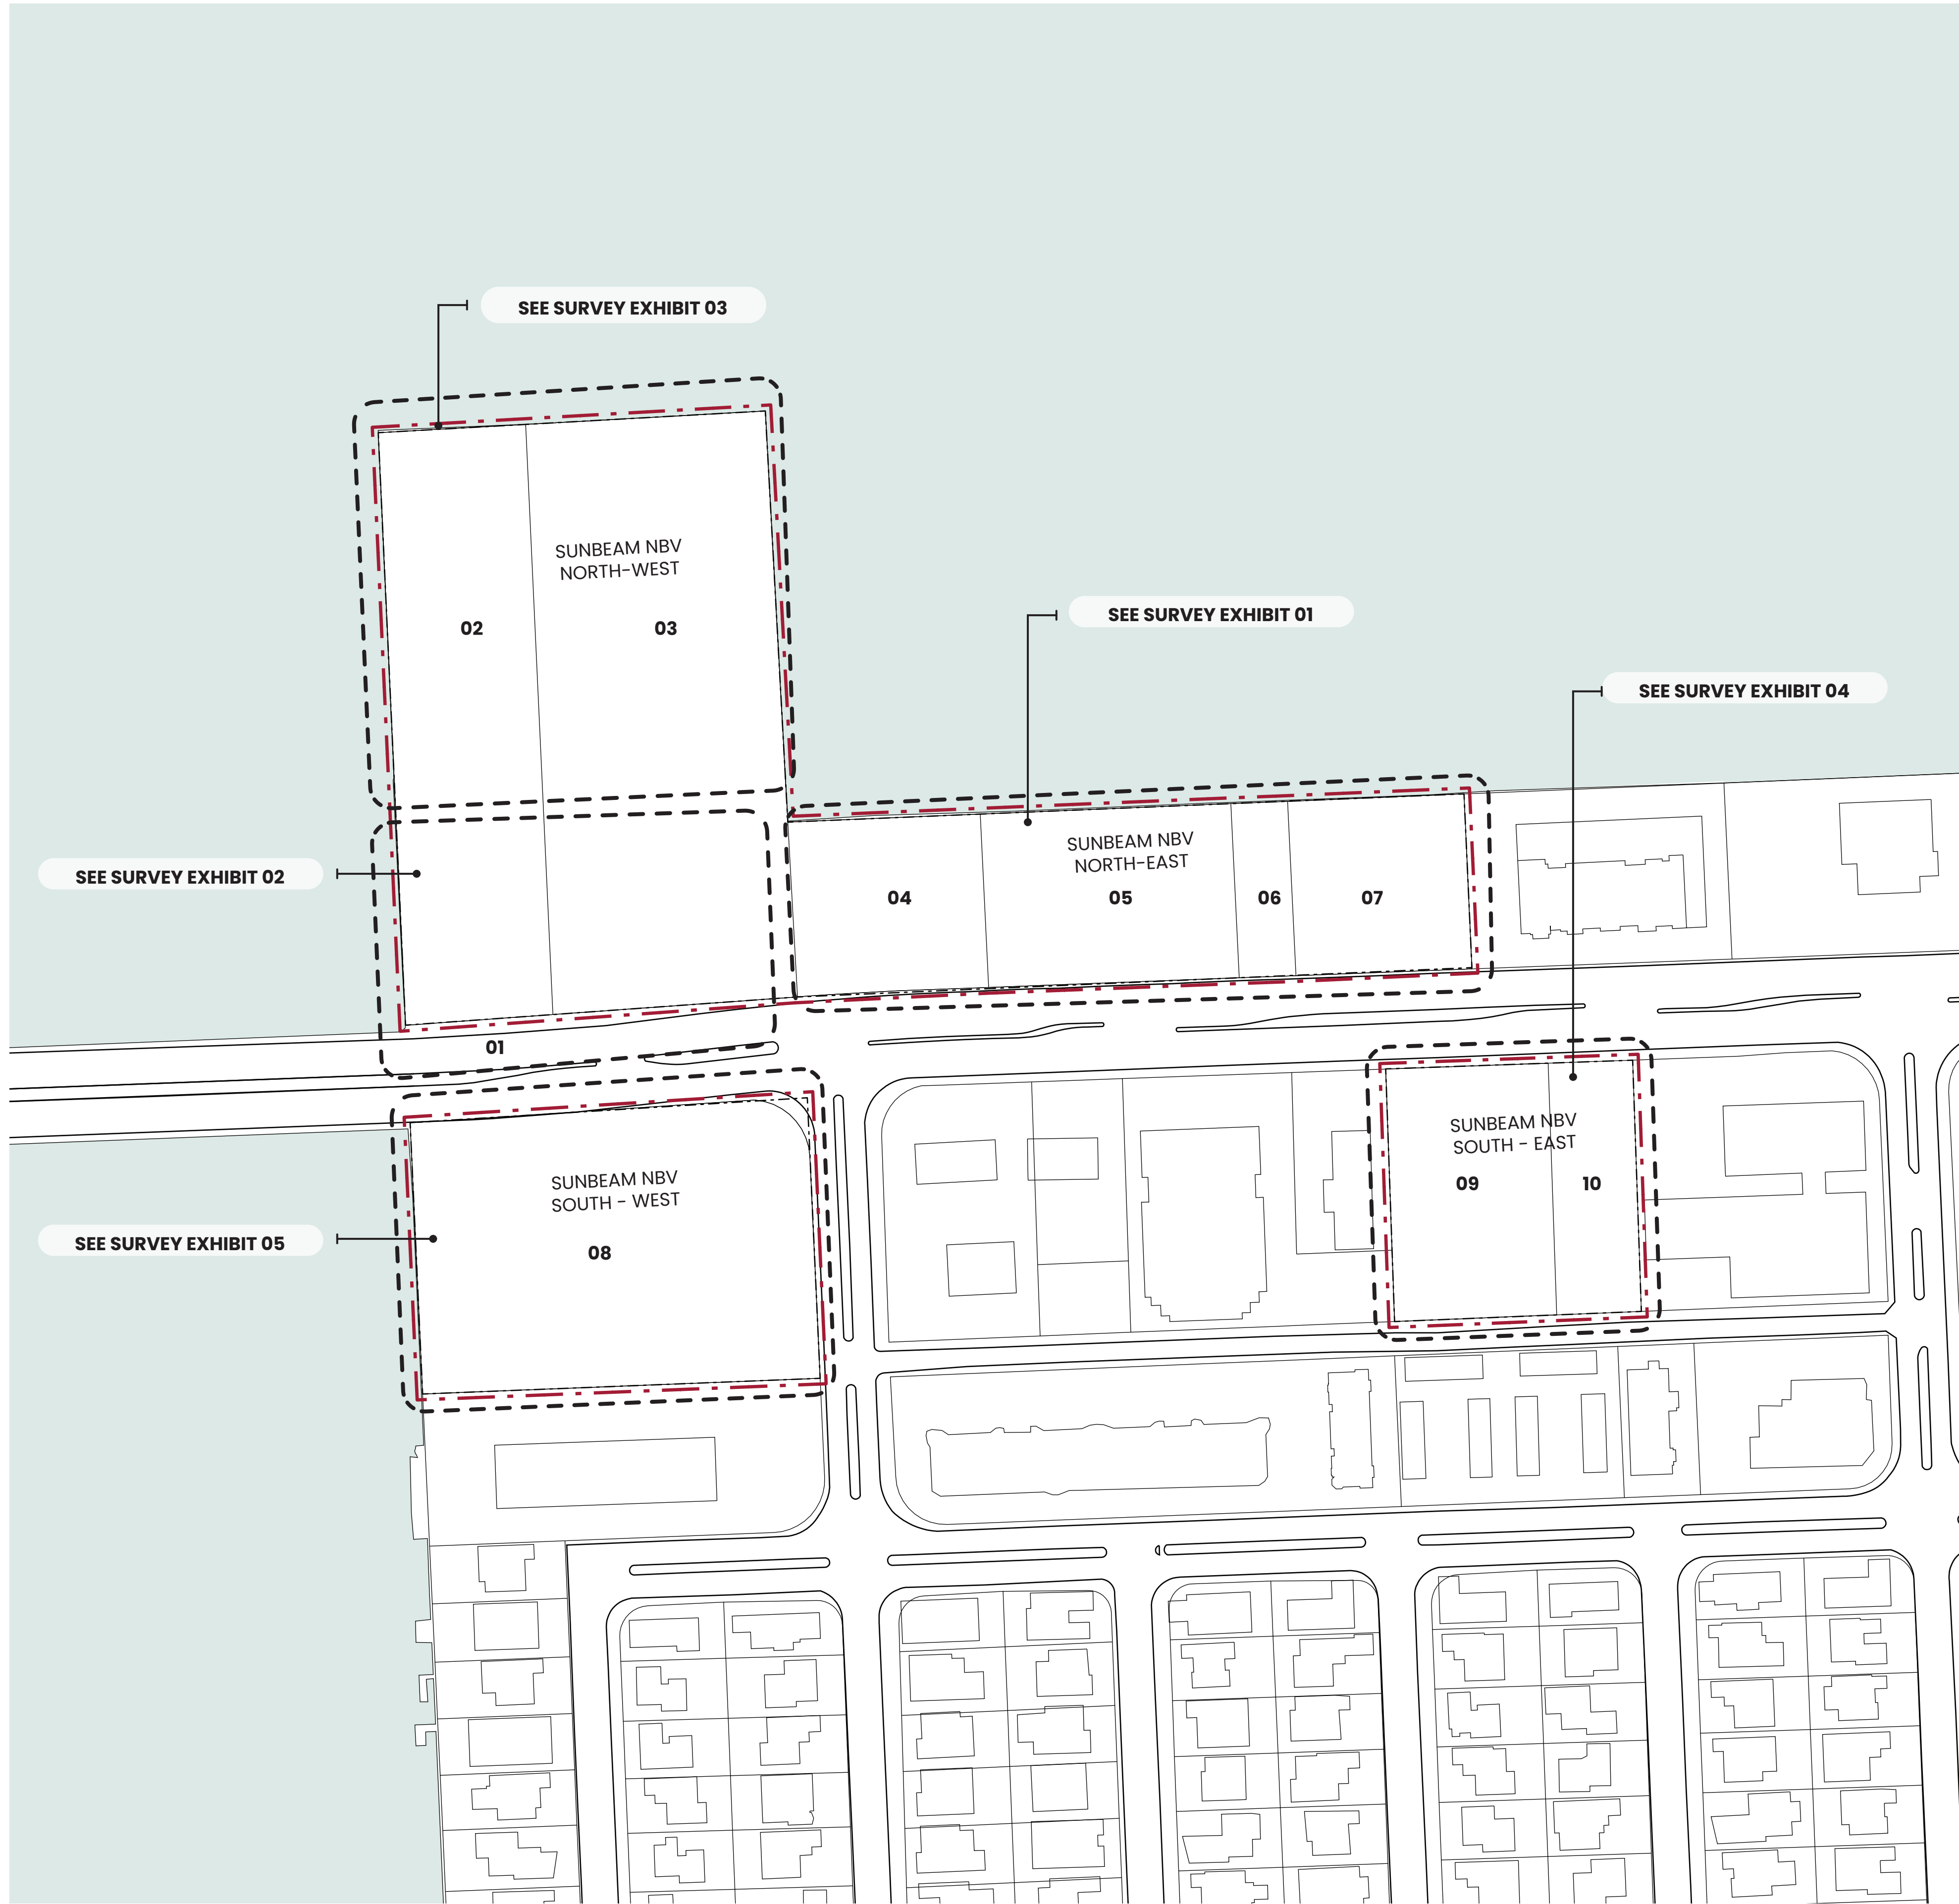 SEE SURVEY EXHIBIT 03
SUNBEAM NBV
NORTH-WEST
02
03
SEE SURVEY EXHIBIT 01
SEE SURVEY EXHIBIT 04
SUNBEAM NBV
NORTH-EAST
04
05
06
07
SEE SURVEY EXHIBIT 02
01
SUNBEAM NBV
SOUTH - EAST
09
10
SUNBEAM NBV
SOUTH - WEST
08
SEE SURVEY EXHIBIT 05